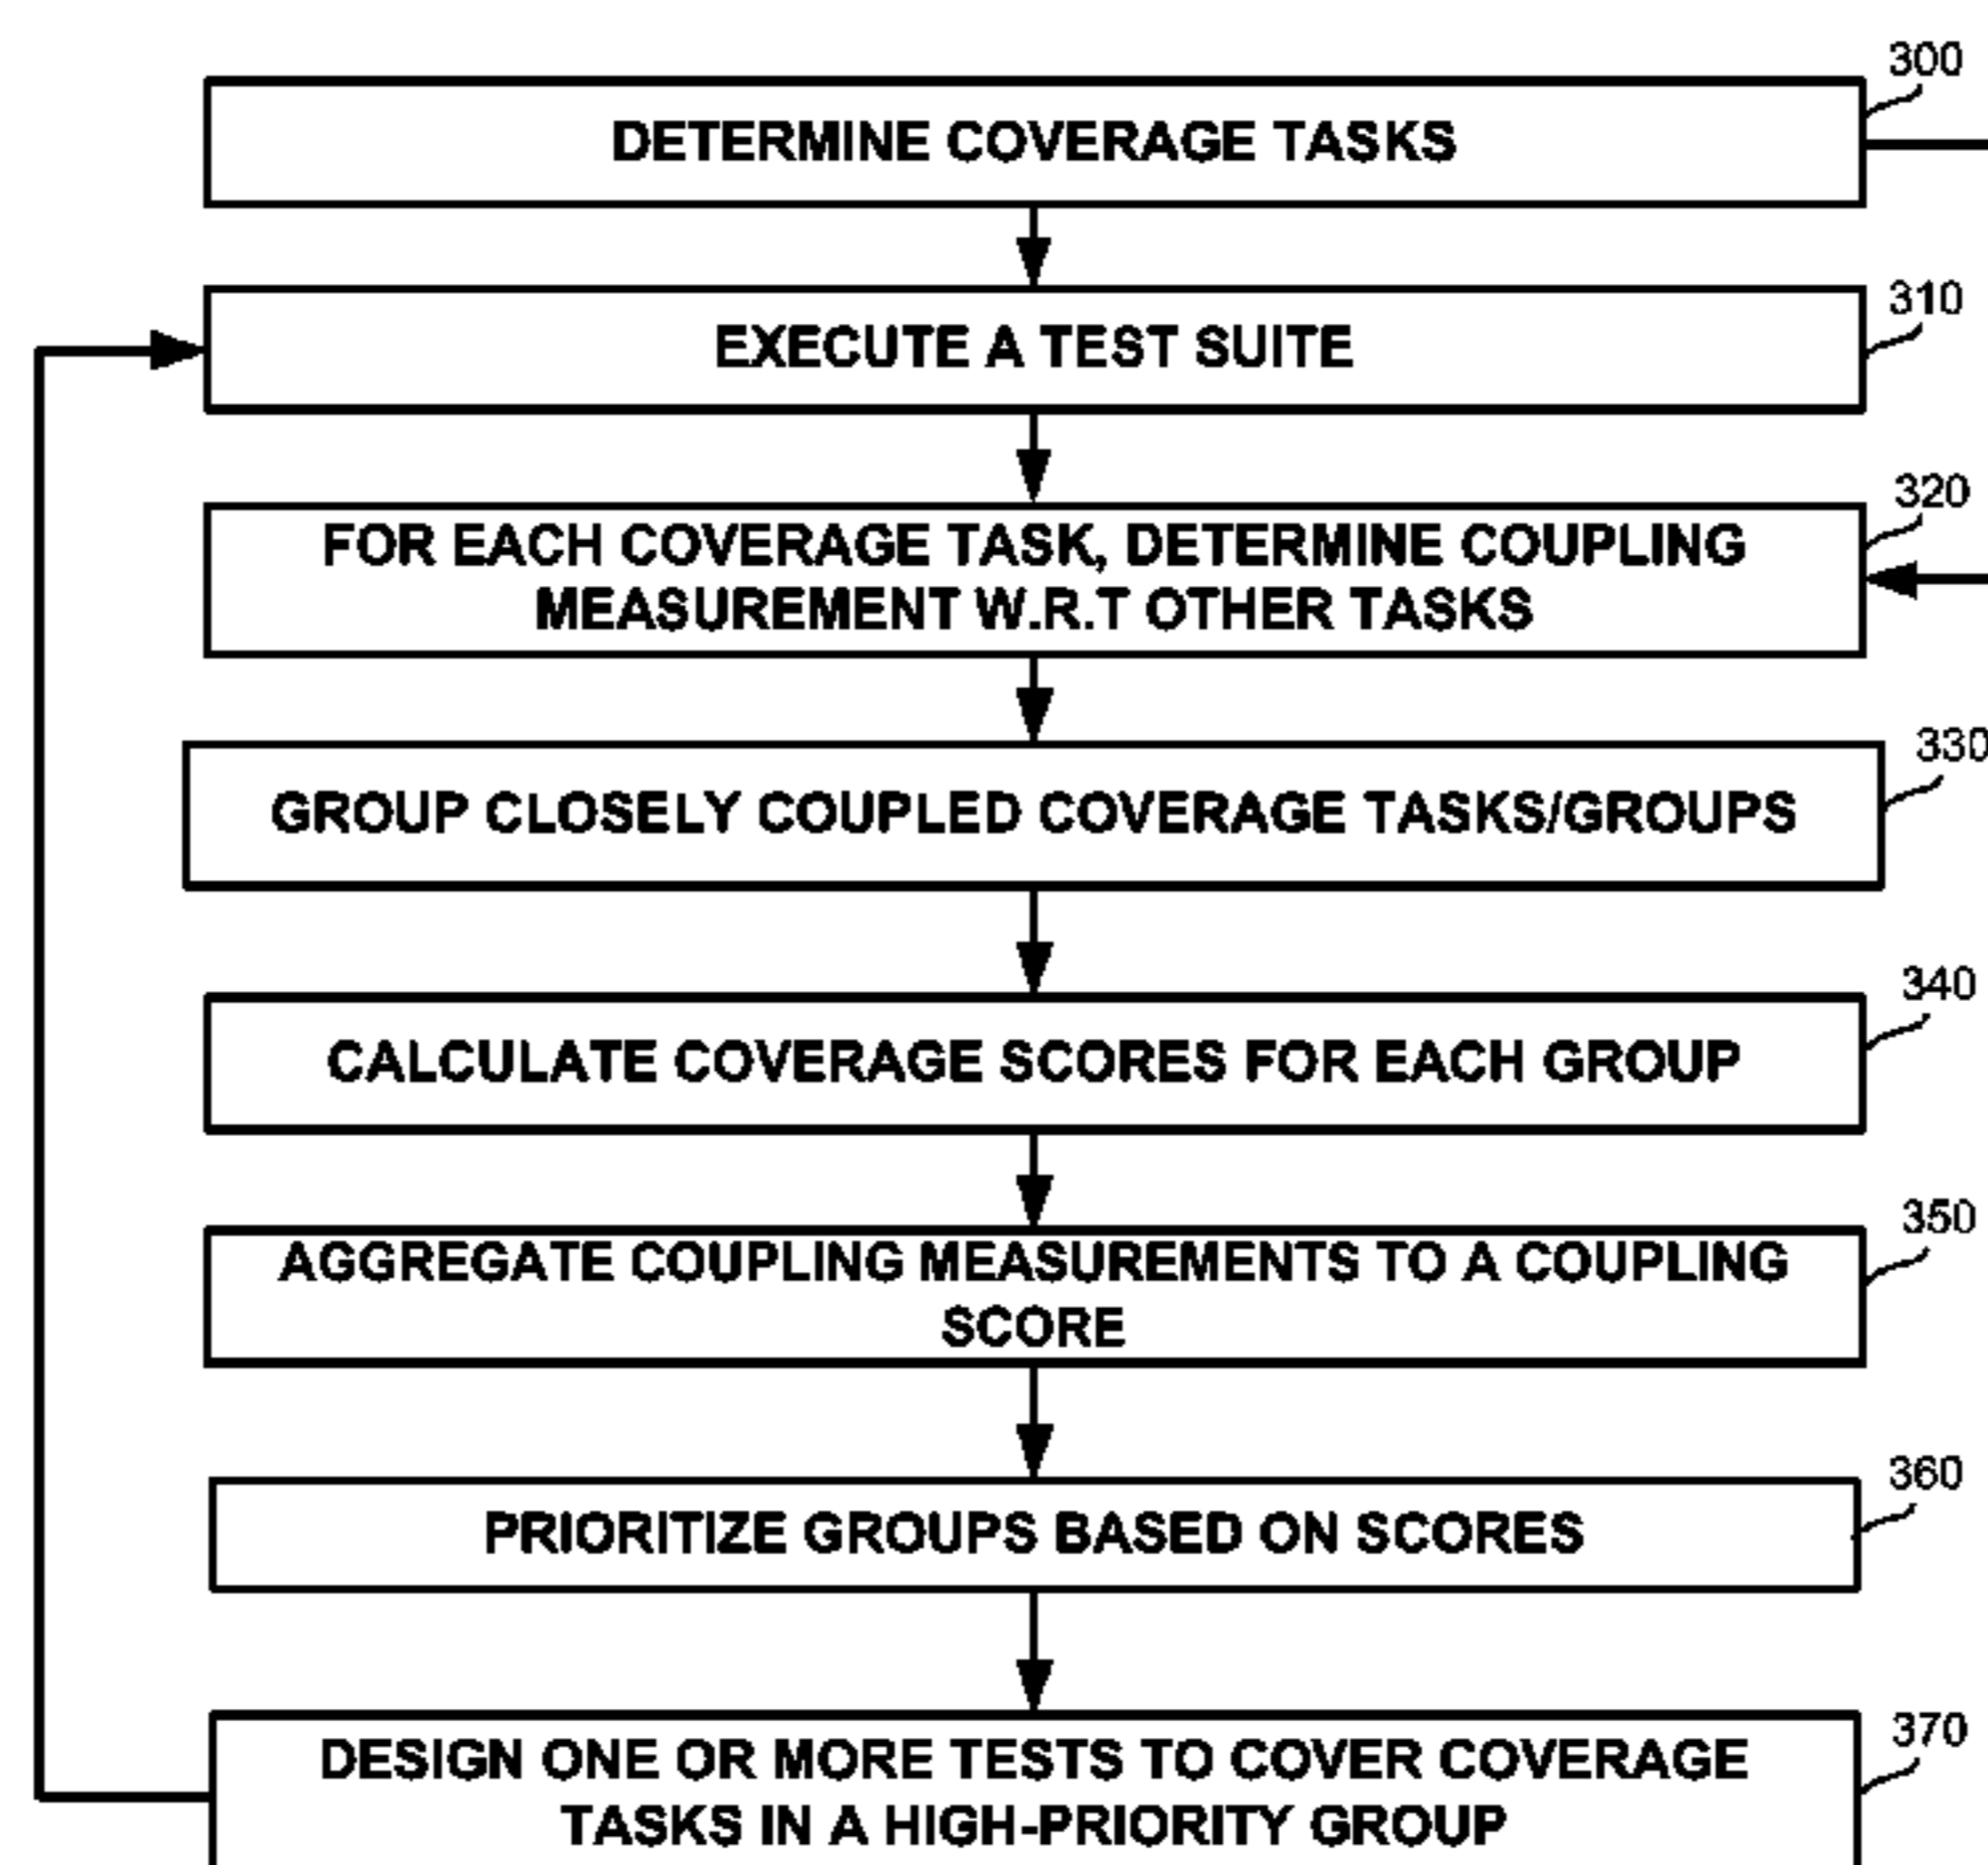 300
DETERMINE COVERAGE TASKS
310
EXECUTE A TEST SUITE
320
FOR EACH COVERAGE TASK, DETERMINE COUPLING
MEASUREMENT W.R.T OTHER TASKS
330
GROUP CLOSELY COUPLED COVERAGE TASKS/GROUPS
340
CALCULATE COVERAGE SCORES FOR EACH GROUP
350
AGGREGATE COUPLING MEASUREMENTS TO A COUPLING
SCORE
360
PRIORITIZE GROUPS BASED ON SCORES
370
DESIGN ONE OR MORE TESTS TO COVER COVERAGE
TASKS IN A HIGH-PRIORITY GROUP